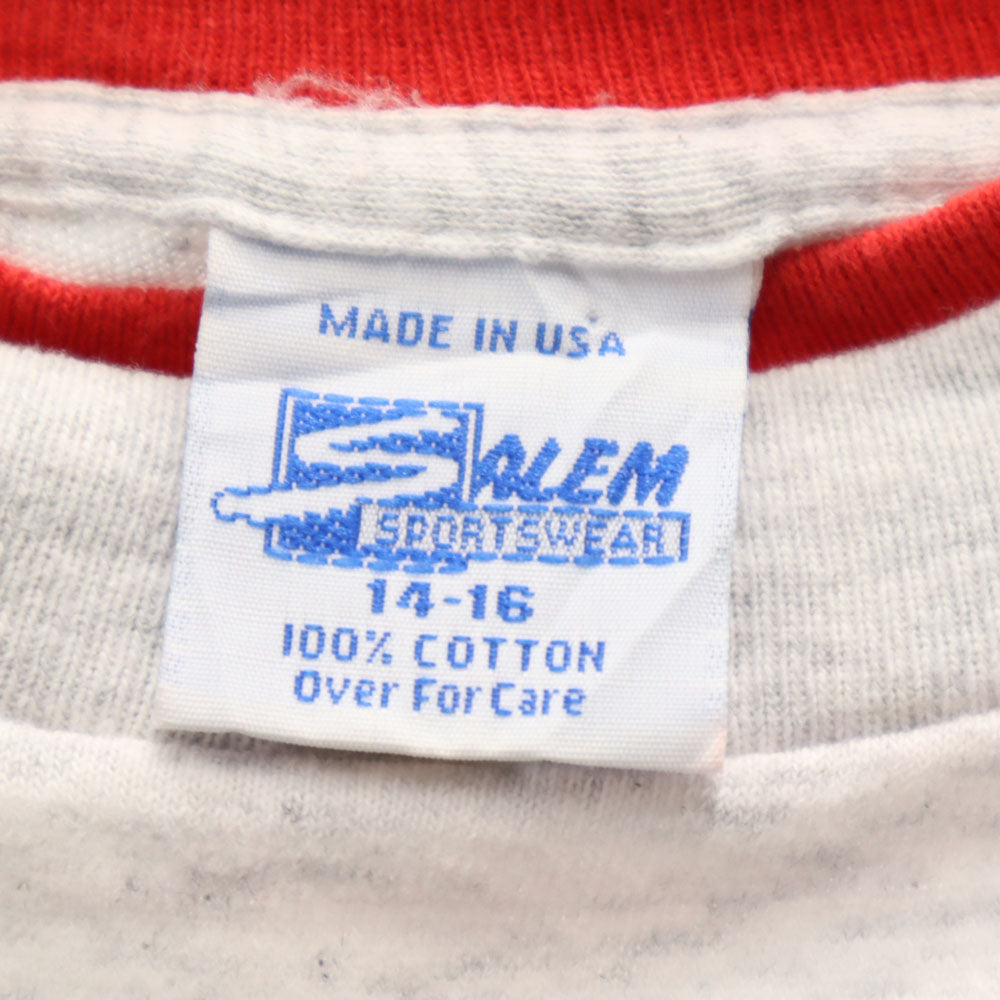 MADE IN USA
SALEM
SPORTSWEAR
14-16
100% COTTON
Over For Care